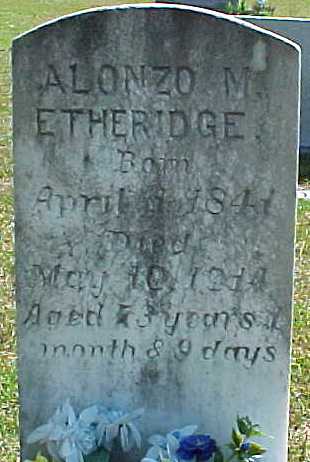 ALONZO M.
ETHERIDGE.
Born
April 1 1841
Died
May 10, 1914
Aged 73 years 1
month & 9 days